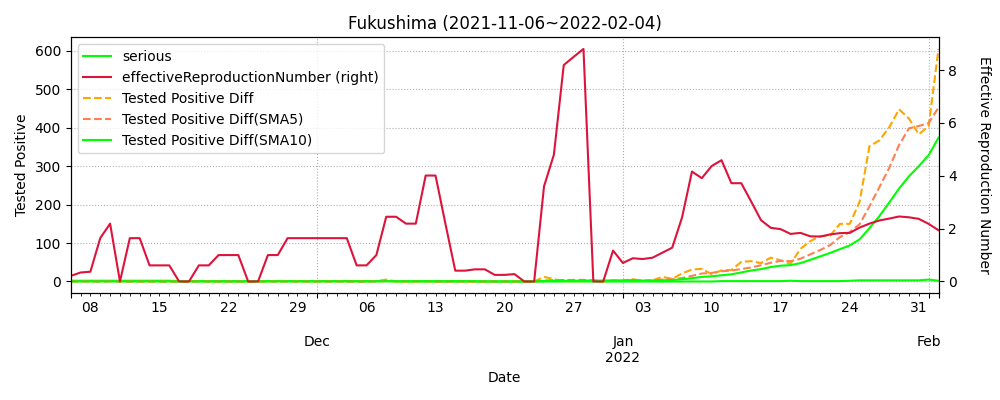 Fukushima (2021-11-06~2022-02-04)
serious
effectiveReproductionNumber (right)
Tested Positive Diff
Tested Positive Diff(SMA5)
Tested Positive Diff(SMA10)
Tested Positive
600
500
400
300
200
100
0
8
6
4
2
0
Effective Reproduction Number
08 15 22 29 06 13 20 27 03 10 17 24 31
Dec Jan Feb
2022
Date